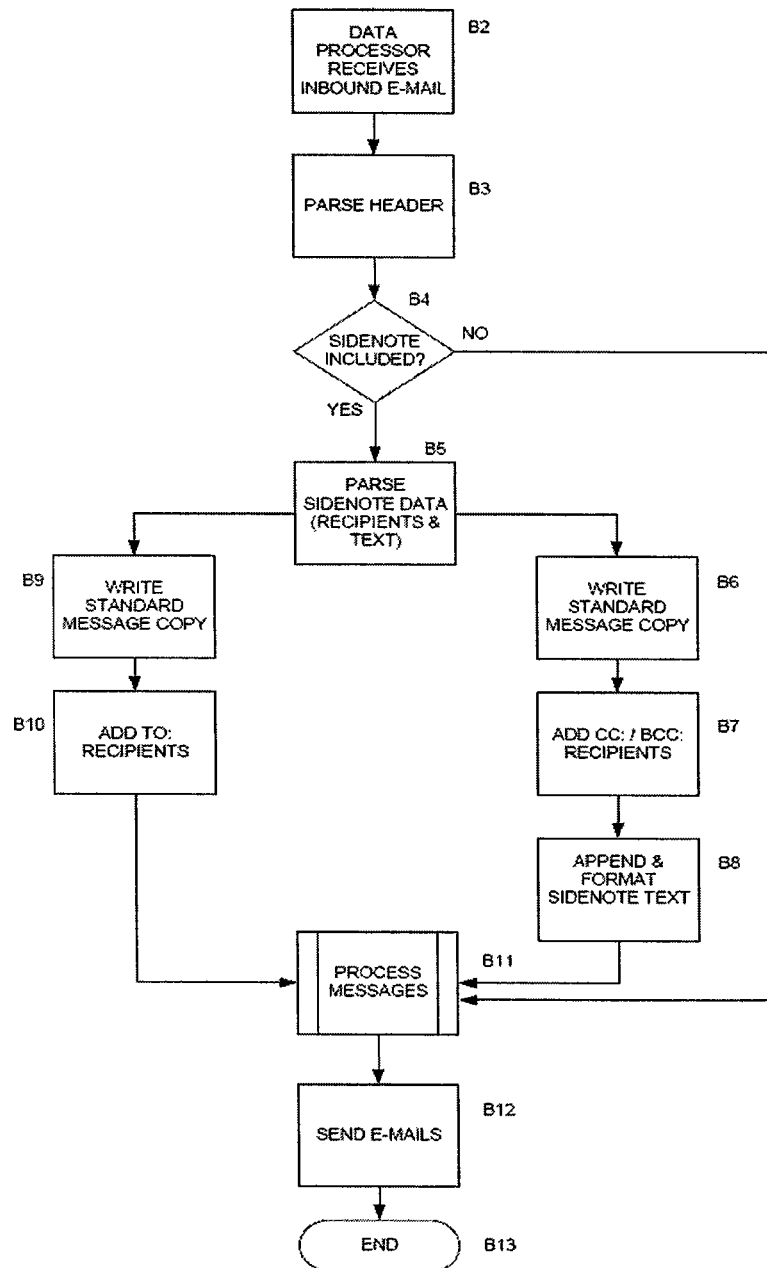 DATA
PROCESSOR
RECEIVES
INBOUND E-MAIL
B2
PARSE HEADER
B3
B4
SIDENOTE
INCLUDED?
NO
YES
B5
PARSE
SIDENOTE DATA
(RECIPIENTS &
TEXT)
B9
WRITE
STANDARD
MESSAGE COPY
WRITE
STANDARD
MESSAGE COPY
B6
B10
ADD TO:
RECIPIENTS
ADD CC: / BCC:
RECIPIENTS
B7
APPEND &
FORMAT
SIDENOTE TEXT
B8
PROCESS
MESSAGES
B11
SEND E-MAILS
B12
END
B13